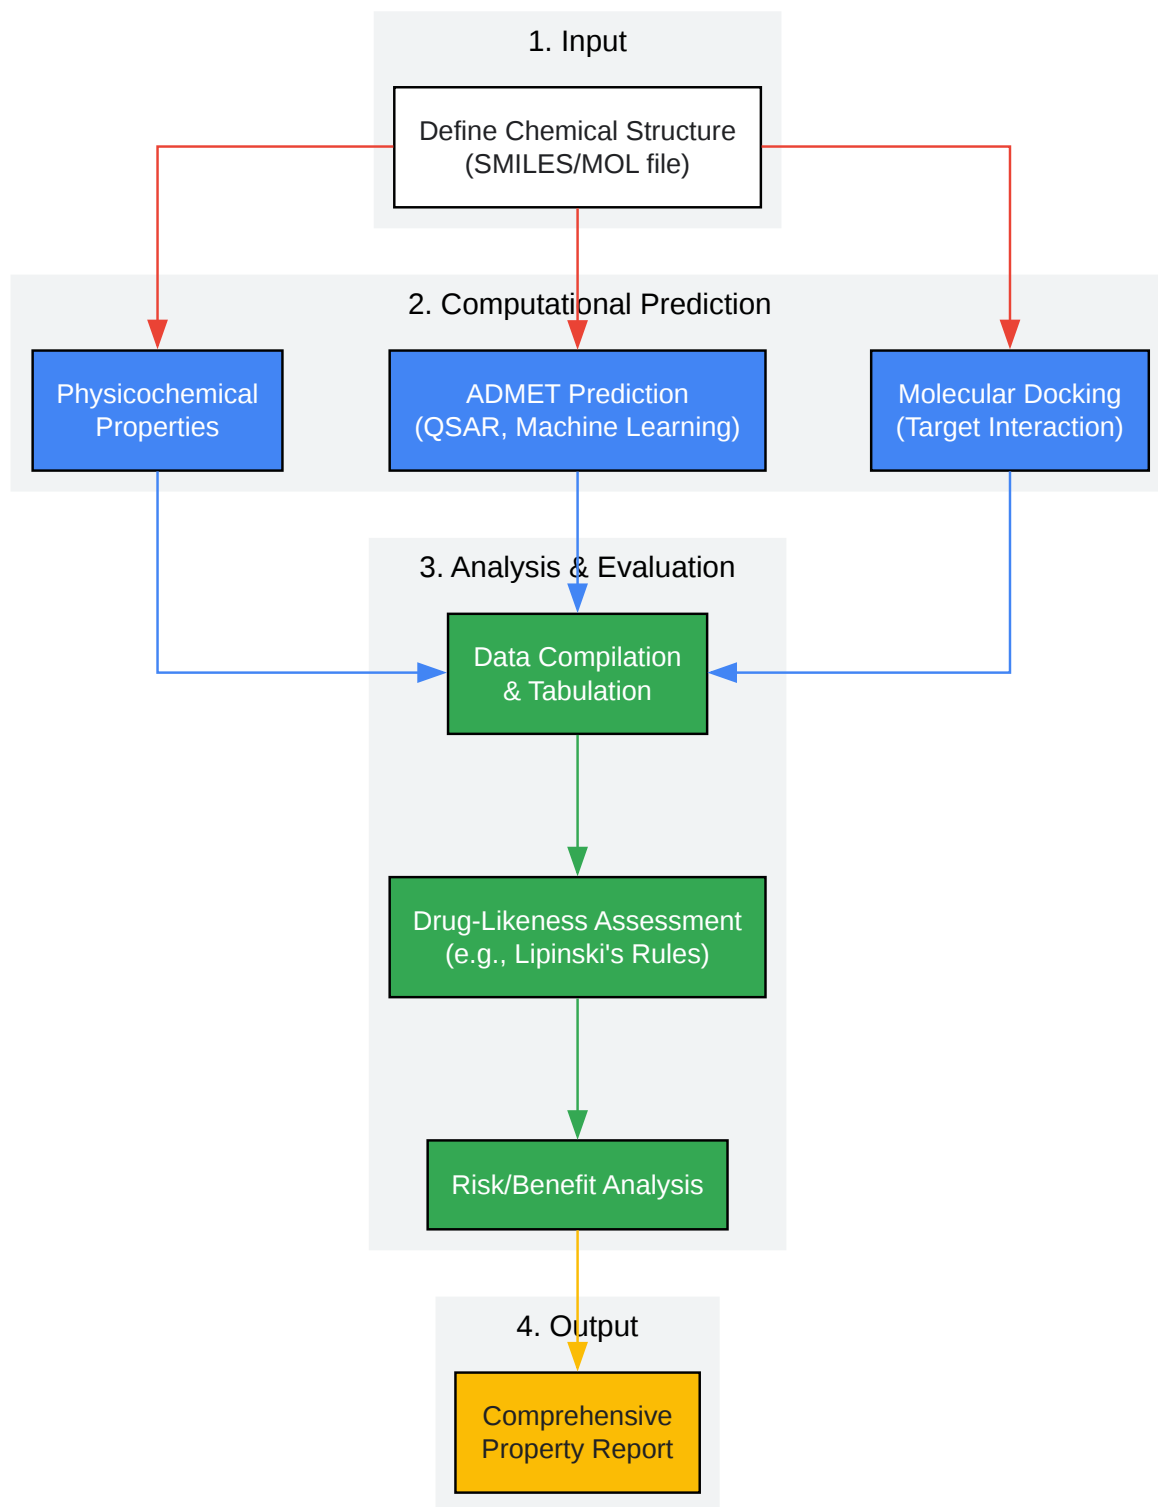 1. Input
Define Chemical Structure
(SMILES/MOL file)
2. Computational Prediction
Physicochemical
Properties
ADMET Prediction
(QSAR, Machine Learning)
Molecular Docking
(Target Interaction)
3. Analysis & Evaluation
Data Compilation
& Tabulation
Drug-Likeness Assessment
(e.g., Lipinski's Rules)
Risk/Benefit Analysis
4. Output
Comprehensive
Property Report